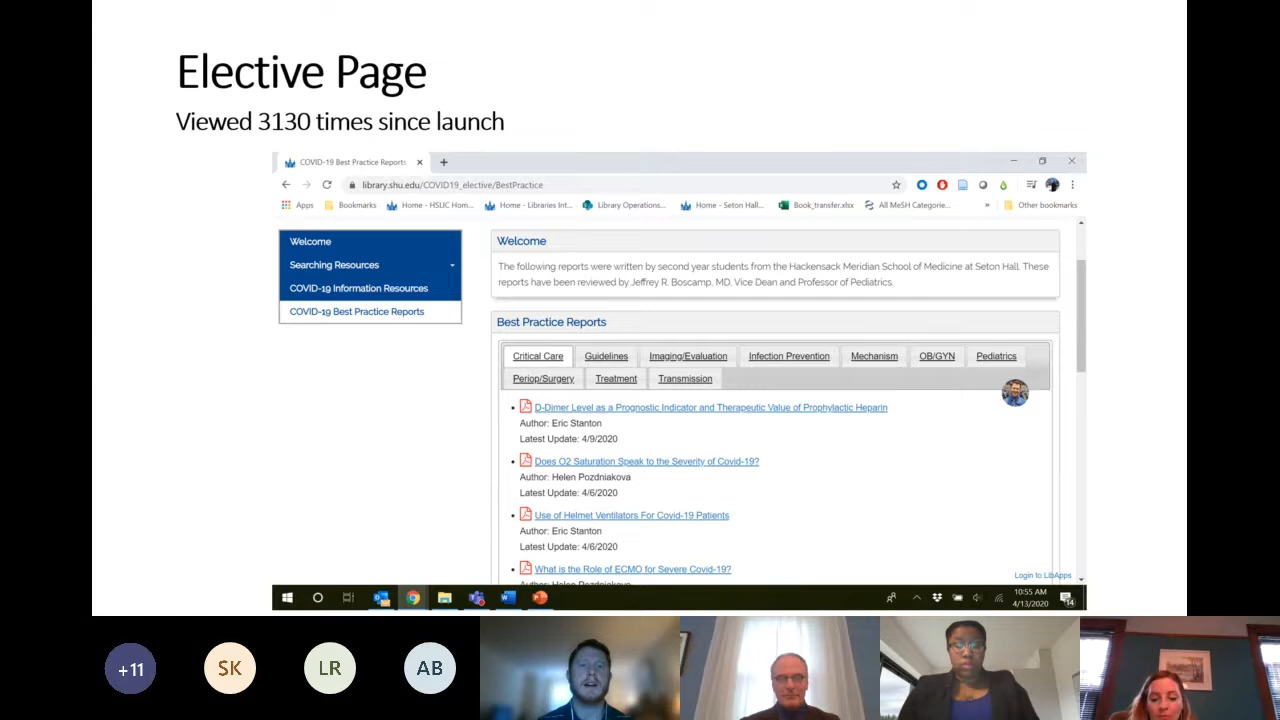 Elective Page
Viewed 3130 times since launch
COVID-19 Best Practice Reports
library.shu.edu/COVID19_elective/BestPractice
Apps Bookmarks Home - HSLIC Hom... Home - Libraries Int... Library Operations... Home - Seton Hall... Book_transfer.xlsx All MeSH Categorie... » Other bookmarks
Welcome
Searching Resources
COVID-19 Information Resources
COVID-19 Best Practice Reports
Welcome
The following reports were written by second year students from the Hackensack Meridian School of Medicine at Seton Hall. These
reports have been reviewed by Jeffrey R. Boscamp, MD, Vice Dean and Professor of Pediatrics.
Best Practice Reports
Critical Care Guidelines Imaging/Evaluation Infection Prevention Mechanism OB/GYN Pediatrics
Periop/Surgery Treatment Transmission
D-Dimer Level as a Prognostic Indicator and Therapeutic Value of Prophylactic Heparin
Author: Eric Stanton
Latest Update: 4/9/2020
Does O2 Saturation Speak to the Severity of Covid-19?
Author: Helen Pozdniakova
Latest Update: 4/6/2020
Use of Helmet Ventilators For Covid-19 Patients
Author: Eric Stanton
Latest Update: 4/6/2020
What is the Role of ECMO for Severe Covid-19?
Author: Helen Pozdniakova
Login to LibApps
10:55 AM
4/13/2020
14
+11
SK
LR
AB